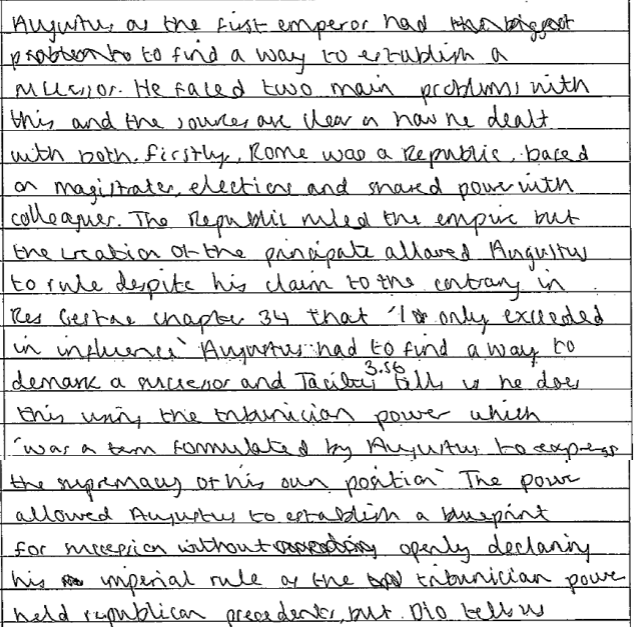 Augustus as the first emperor had the biggest
problem to to find a way to establish a
successor. He faced two main problems with
this and the sources are clear on how he dealt
with both. Firstly, Rome was a Republic, based
on magistrates, elections and shared power with
colleagues. The Republic ruled the empire but
the creation of the principate allowed Augustus
to rule despite his claim to the contrary in
Res Gestae chapter 34 that 'I only exceeded
in influence' Augustus had to find a way to
demark a successor and Tacitus 3.56 tells us he does
this using the tribunician power which
'was a term formulated by Augustus to express
the supremacy of his own position' The power
allowed Augustus to establish a blueprint
for succession without openly declaring
his imperial rule as the tribunician power
held republican precedents, but Dio tells us